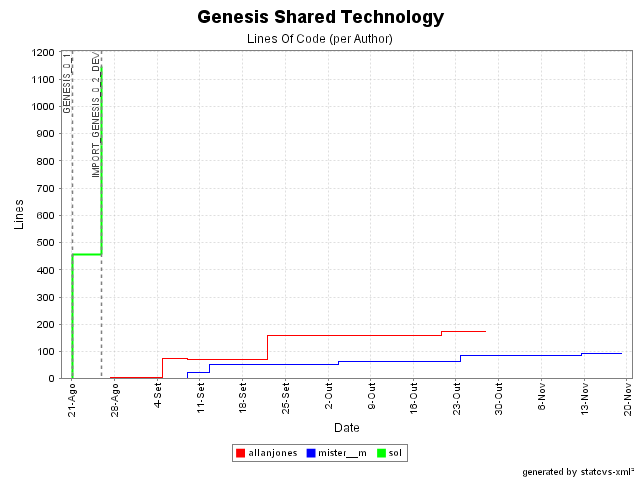 Genesis Shared Technology
Lines Of Code (per Author)
GENESIS_0_1
IMPORT_GENESIS_0_2_DEV
Lines
1200
1100
1000
900
800
700
600
500
400
300
200
100
0
21-Ago
28-Ago
4-Set
11-Set
18-Set
25-Set
2-Out
9-Out
16-Out
23-Out
30-Out
6-Nov
13-Nov
20-Nov
Date
allanjones mister__m sol
generated by statcvs-xml²